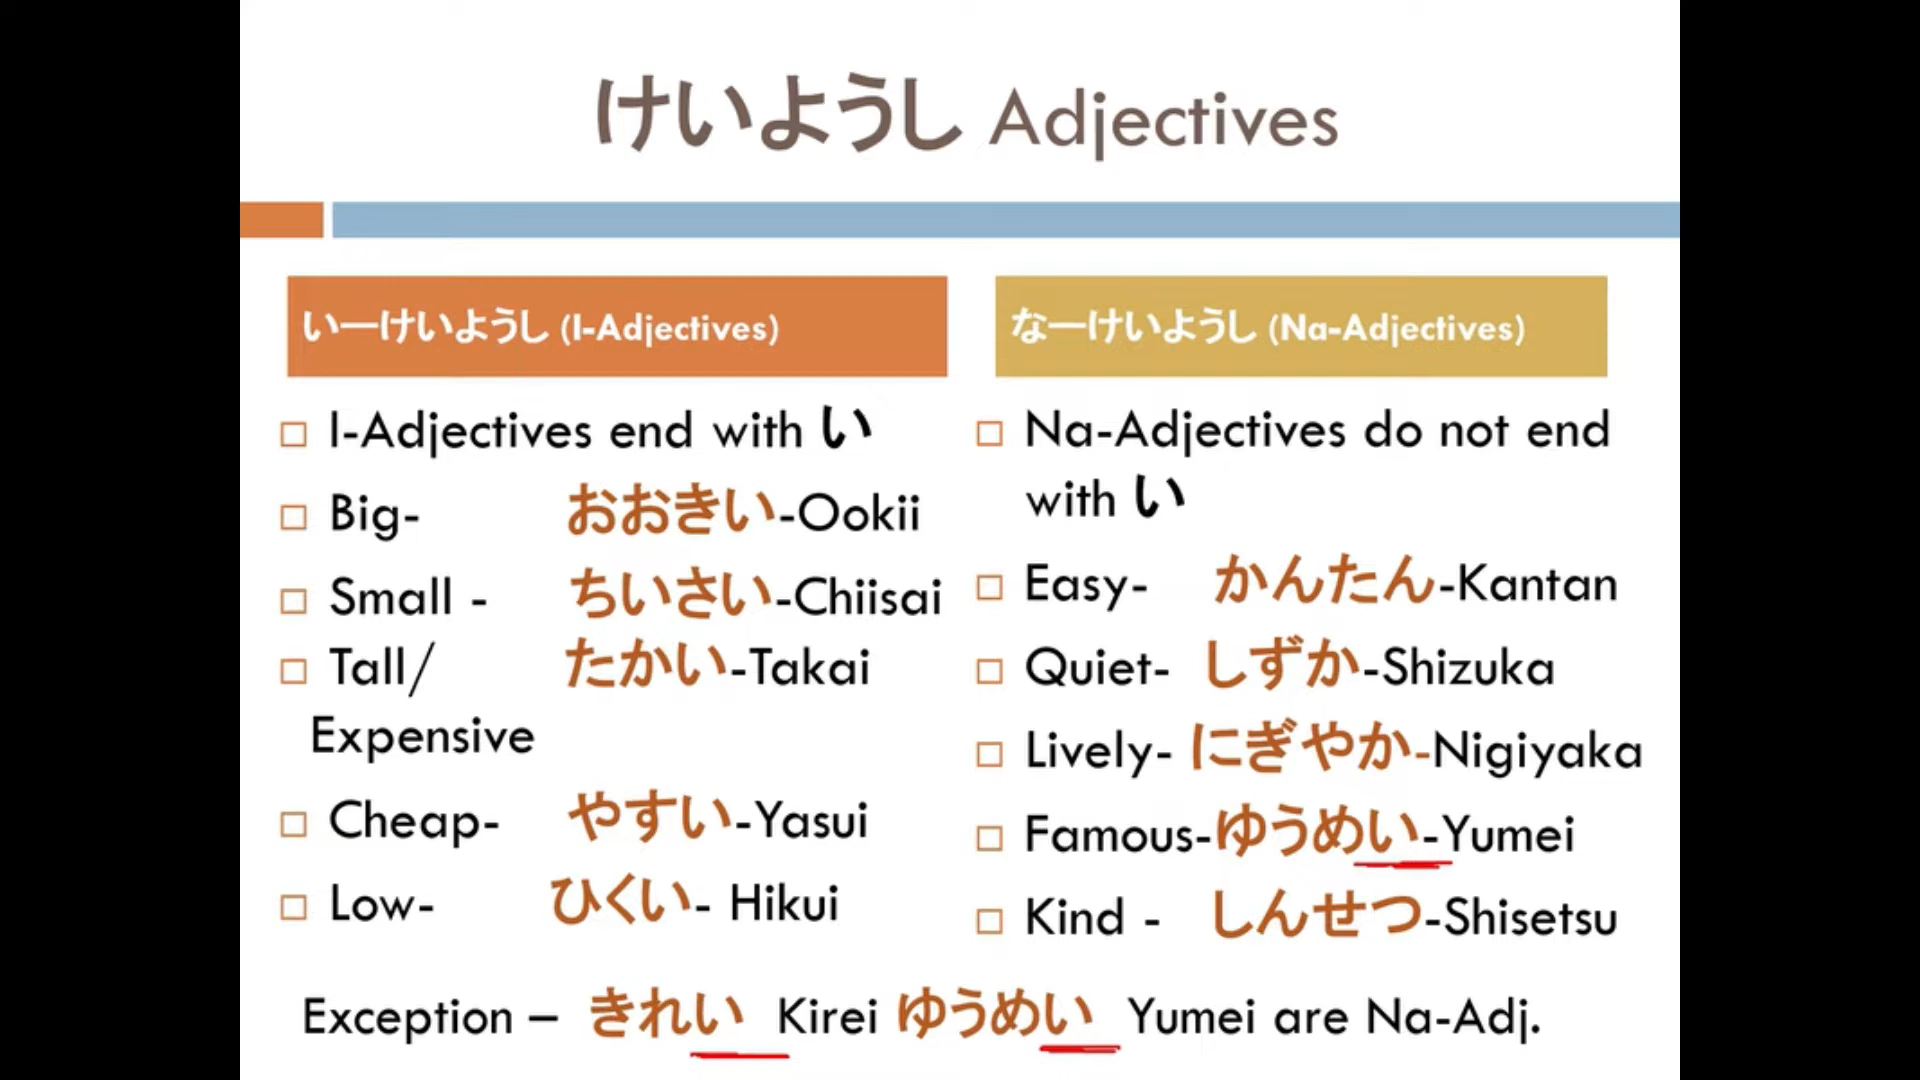 けいようし Adjectives
いーけいようし (I-Adjectives)
I-Adjectives end with い
Big- おおきい-Ookii
Small - ちいさい-Chiisai
Tall/ たかい-Takai
Expensive
Cheap- やすい-Yasui
Low- ひくい- Hikui
なーけいようし (Na-Adjectives)
Na-Adjectives do not end
with い
Easy- かんたん-Kantan
Quiet- しずか-Shizuka
Lively- にぎやか-Nigiyaka
Famous-ゆうめい-Yumei
Kind - しんせつ-Shisetsu
Exception – きれい Kirei ゆうめい Yumei are Na-Adj.